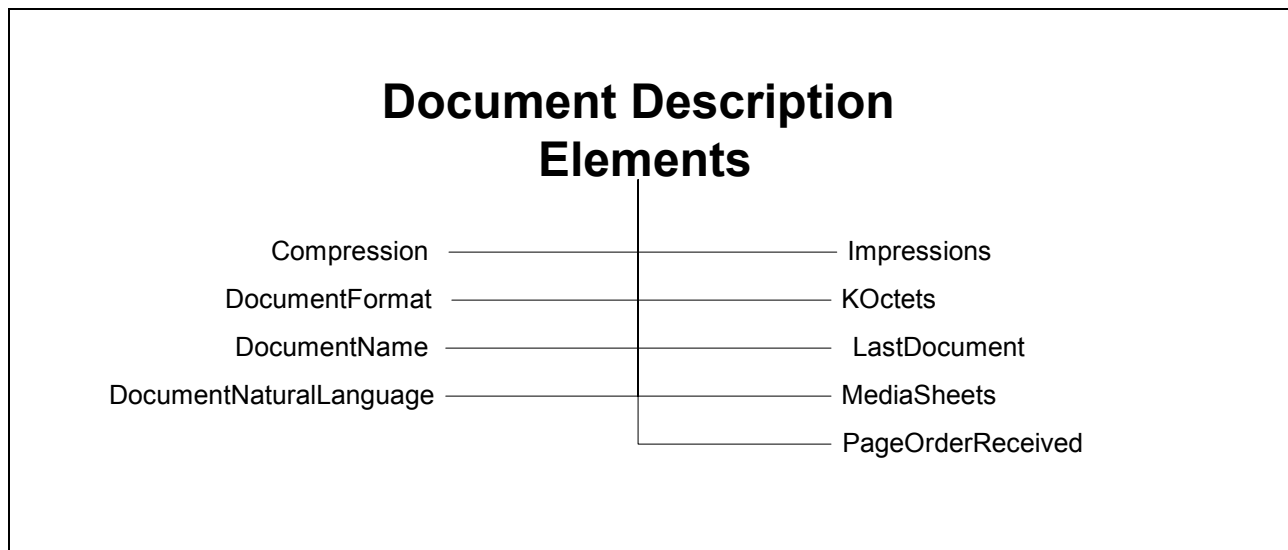 Document Description
Elements
Compression
Impressions
DocumentFormat
KOctets
DocumentName
LastDocument
DocumentNaturalLanguage
MediaSheets
PageOrderReceived